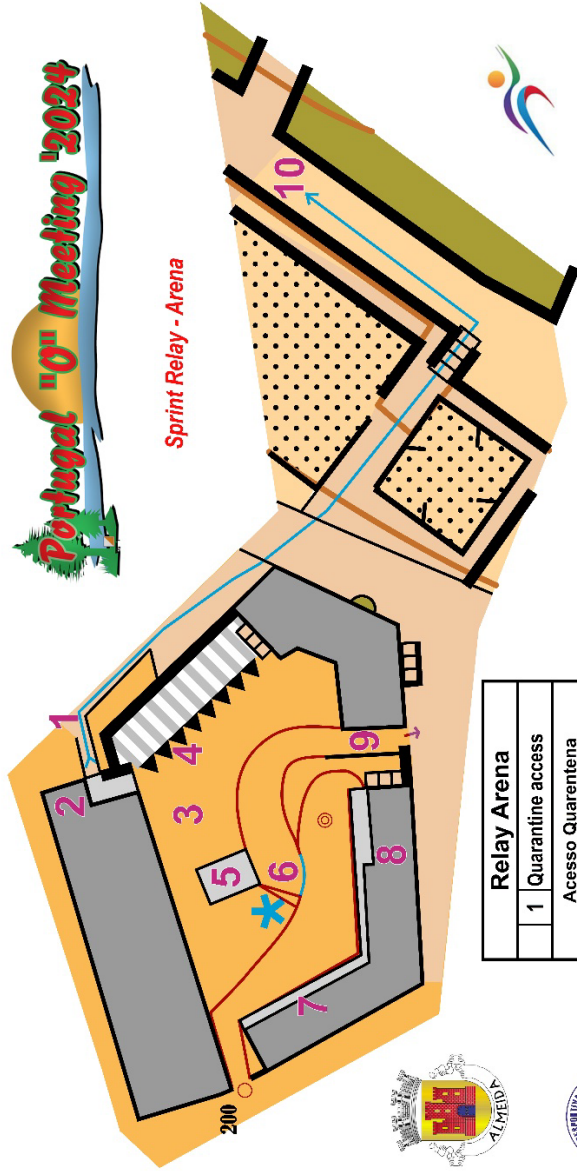 Portugal "O" Meeting '2024
Sprint Relay - Arena
10
1
2
3
4
5
6
7
8
9
200
ALMEIDA
Relay Arena
1 Quarantine access
Acesso Quarentena